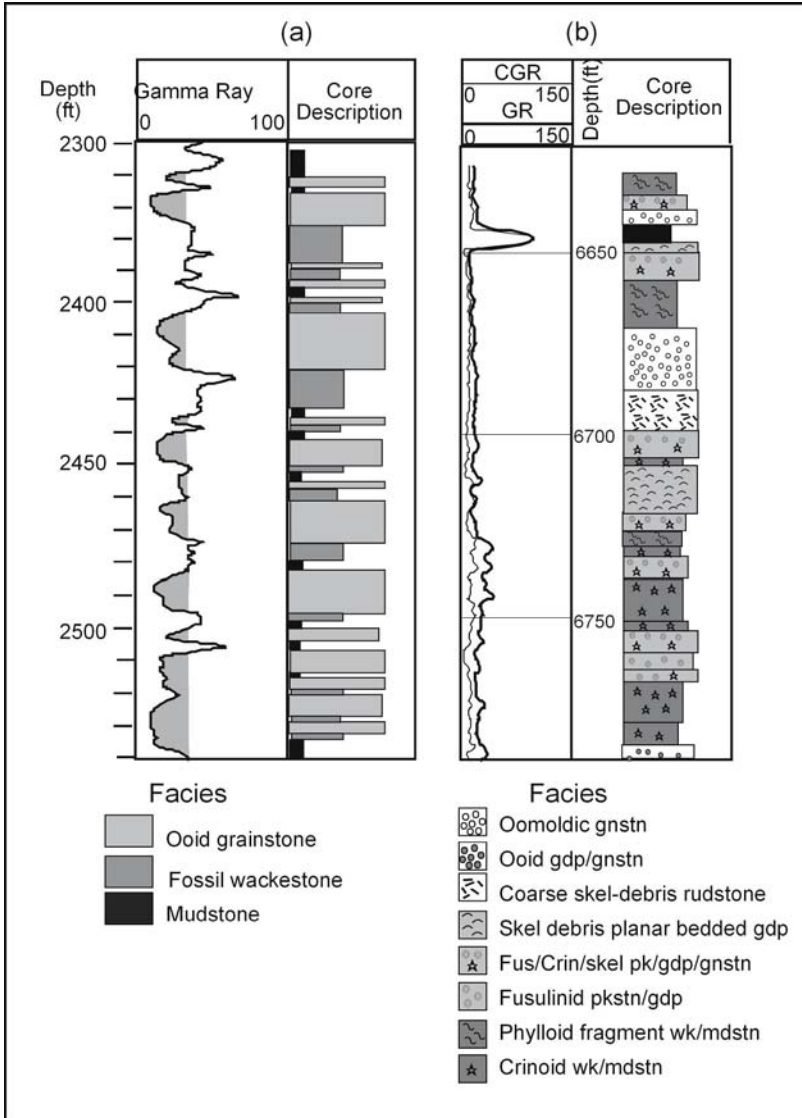 (a)
(b)
Depth
(ft)
Gamma Ray
0 100
Core
Description
CGR
0 150
GR
0 150
Depth(ft)
Core
Description
2300
2400
2450
2500
6650
6700
6750
Facies
Ooid grainstone
Fossil wackestone
Mudstone
Facies
Oomoldic gnstn
Ooid gdp/gnstn
Coarse skel-debris rudstone
Skel debris planar bedded gdp
Fus/Crin/skel pk/gdp/gnstn
Fusulinid pkstn/gdp
Phylloid fragment wk/mdstn
Crinoid wk/mdstn